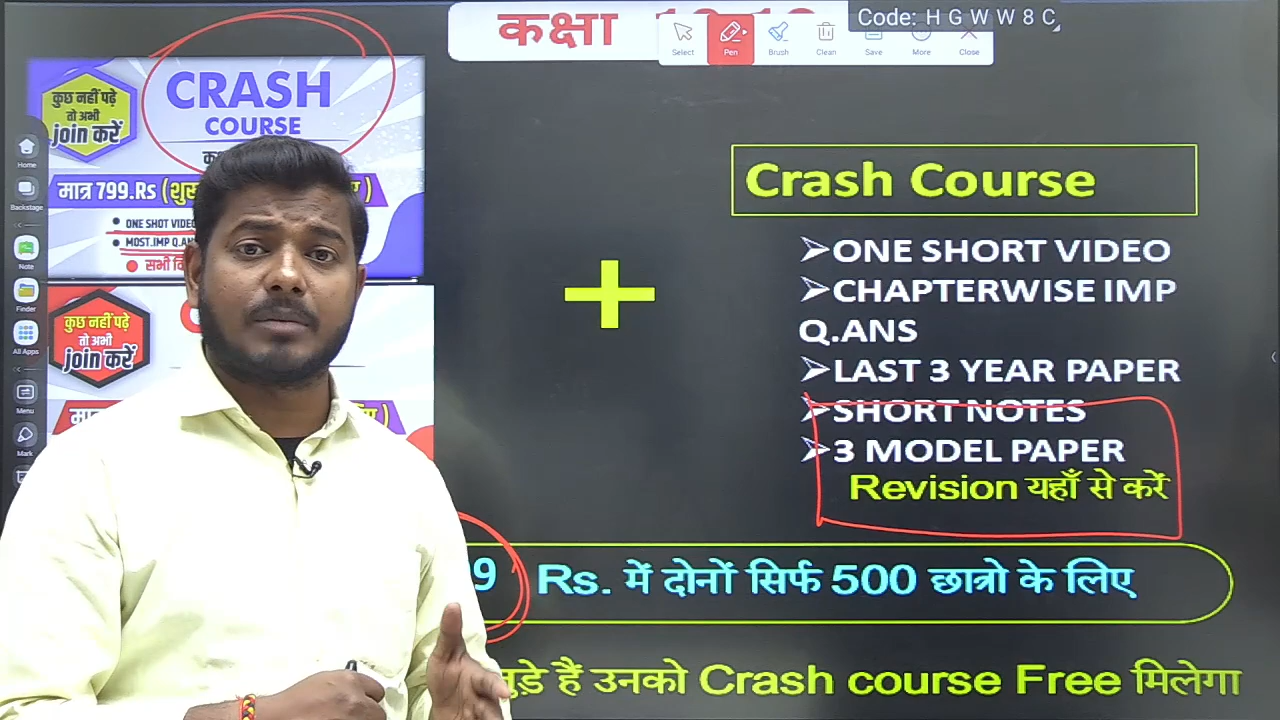 कक्षा
Code: H G W W 8 C
Select
Pen
Brush
Clean
Save
More
Close
कुछ नहीं पढ़े
तो अभी
join करें
CRASH
COURSE
मात्र 799.Rs
ONE SHOT VIDEO
MOST.IMP Q.AN
सभी
Home
Backstage
Note
Finder
All Apps
Menu
Mark
कुछ नहीं पढ़े
तो अभी
join करें
Crash Course
➢ONE SHORT VIDEO
➢CHAPTERWISE IMP
Q.ANS
➢LAST 3 YEAR PAPER
➢SHORT NOTES
➢3 MODEL PAPER
Revision यहाँ से करें
9 Rs. में दोनों सिर्फ 500 छात्रो के लिए
हैं उनको Crash course Free मिलेगा